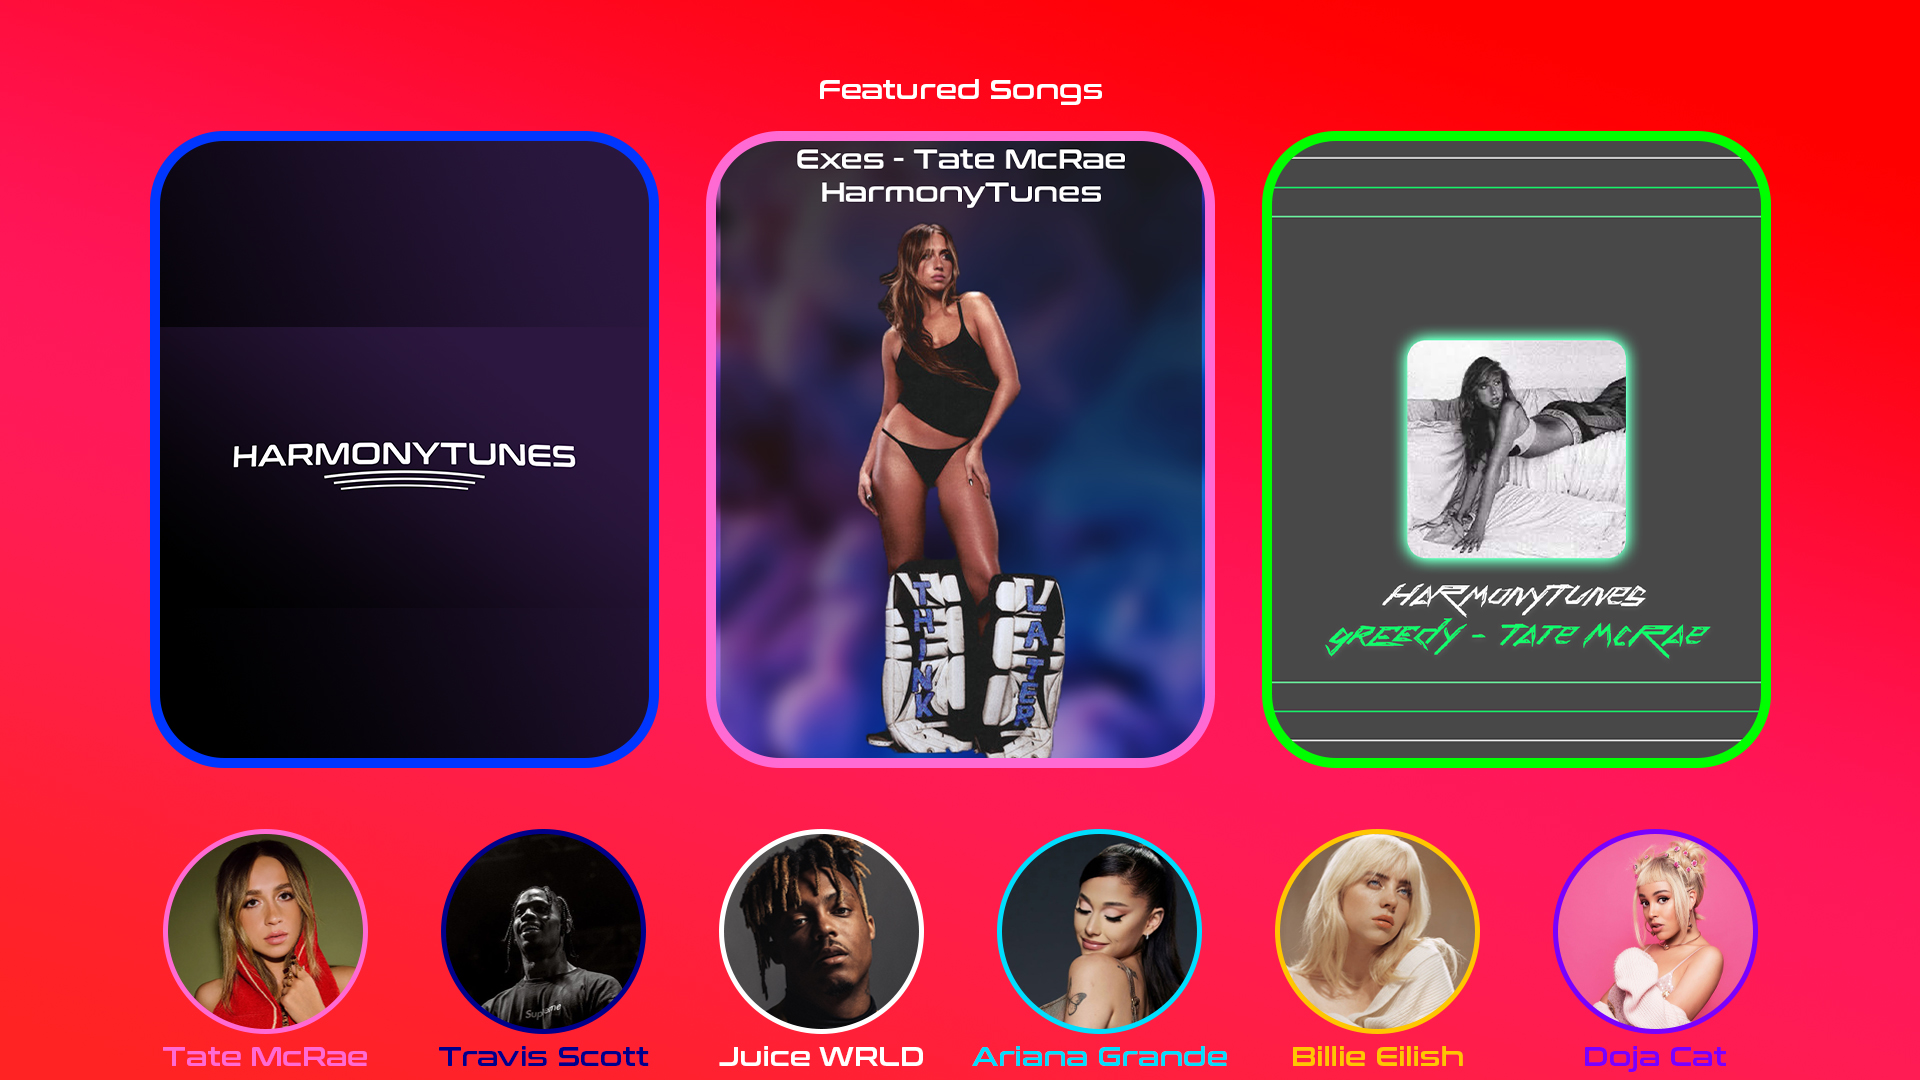 Featured Songs
HARMONYTUNES
Exes - Tate McRae
HarmonyTunes
THINK
LATER
HarmonyTunes
greedy - Tate McRae
Supreme
Tate McRae
Travis Scott
Juice WRLD
Ariana Grande
Billie Eilish
Doja Cat